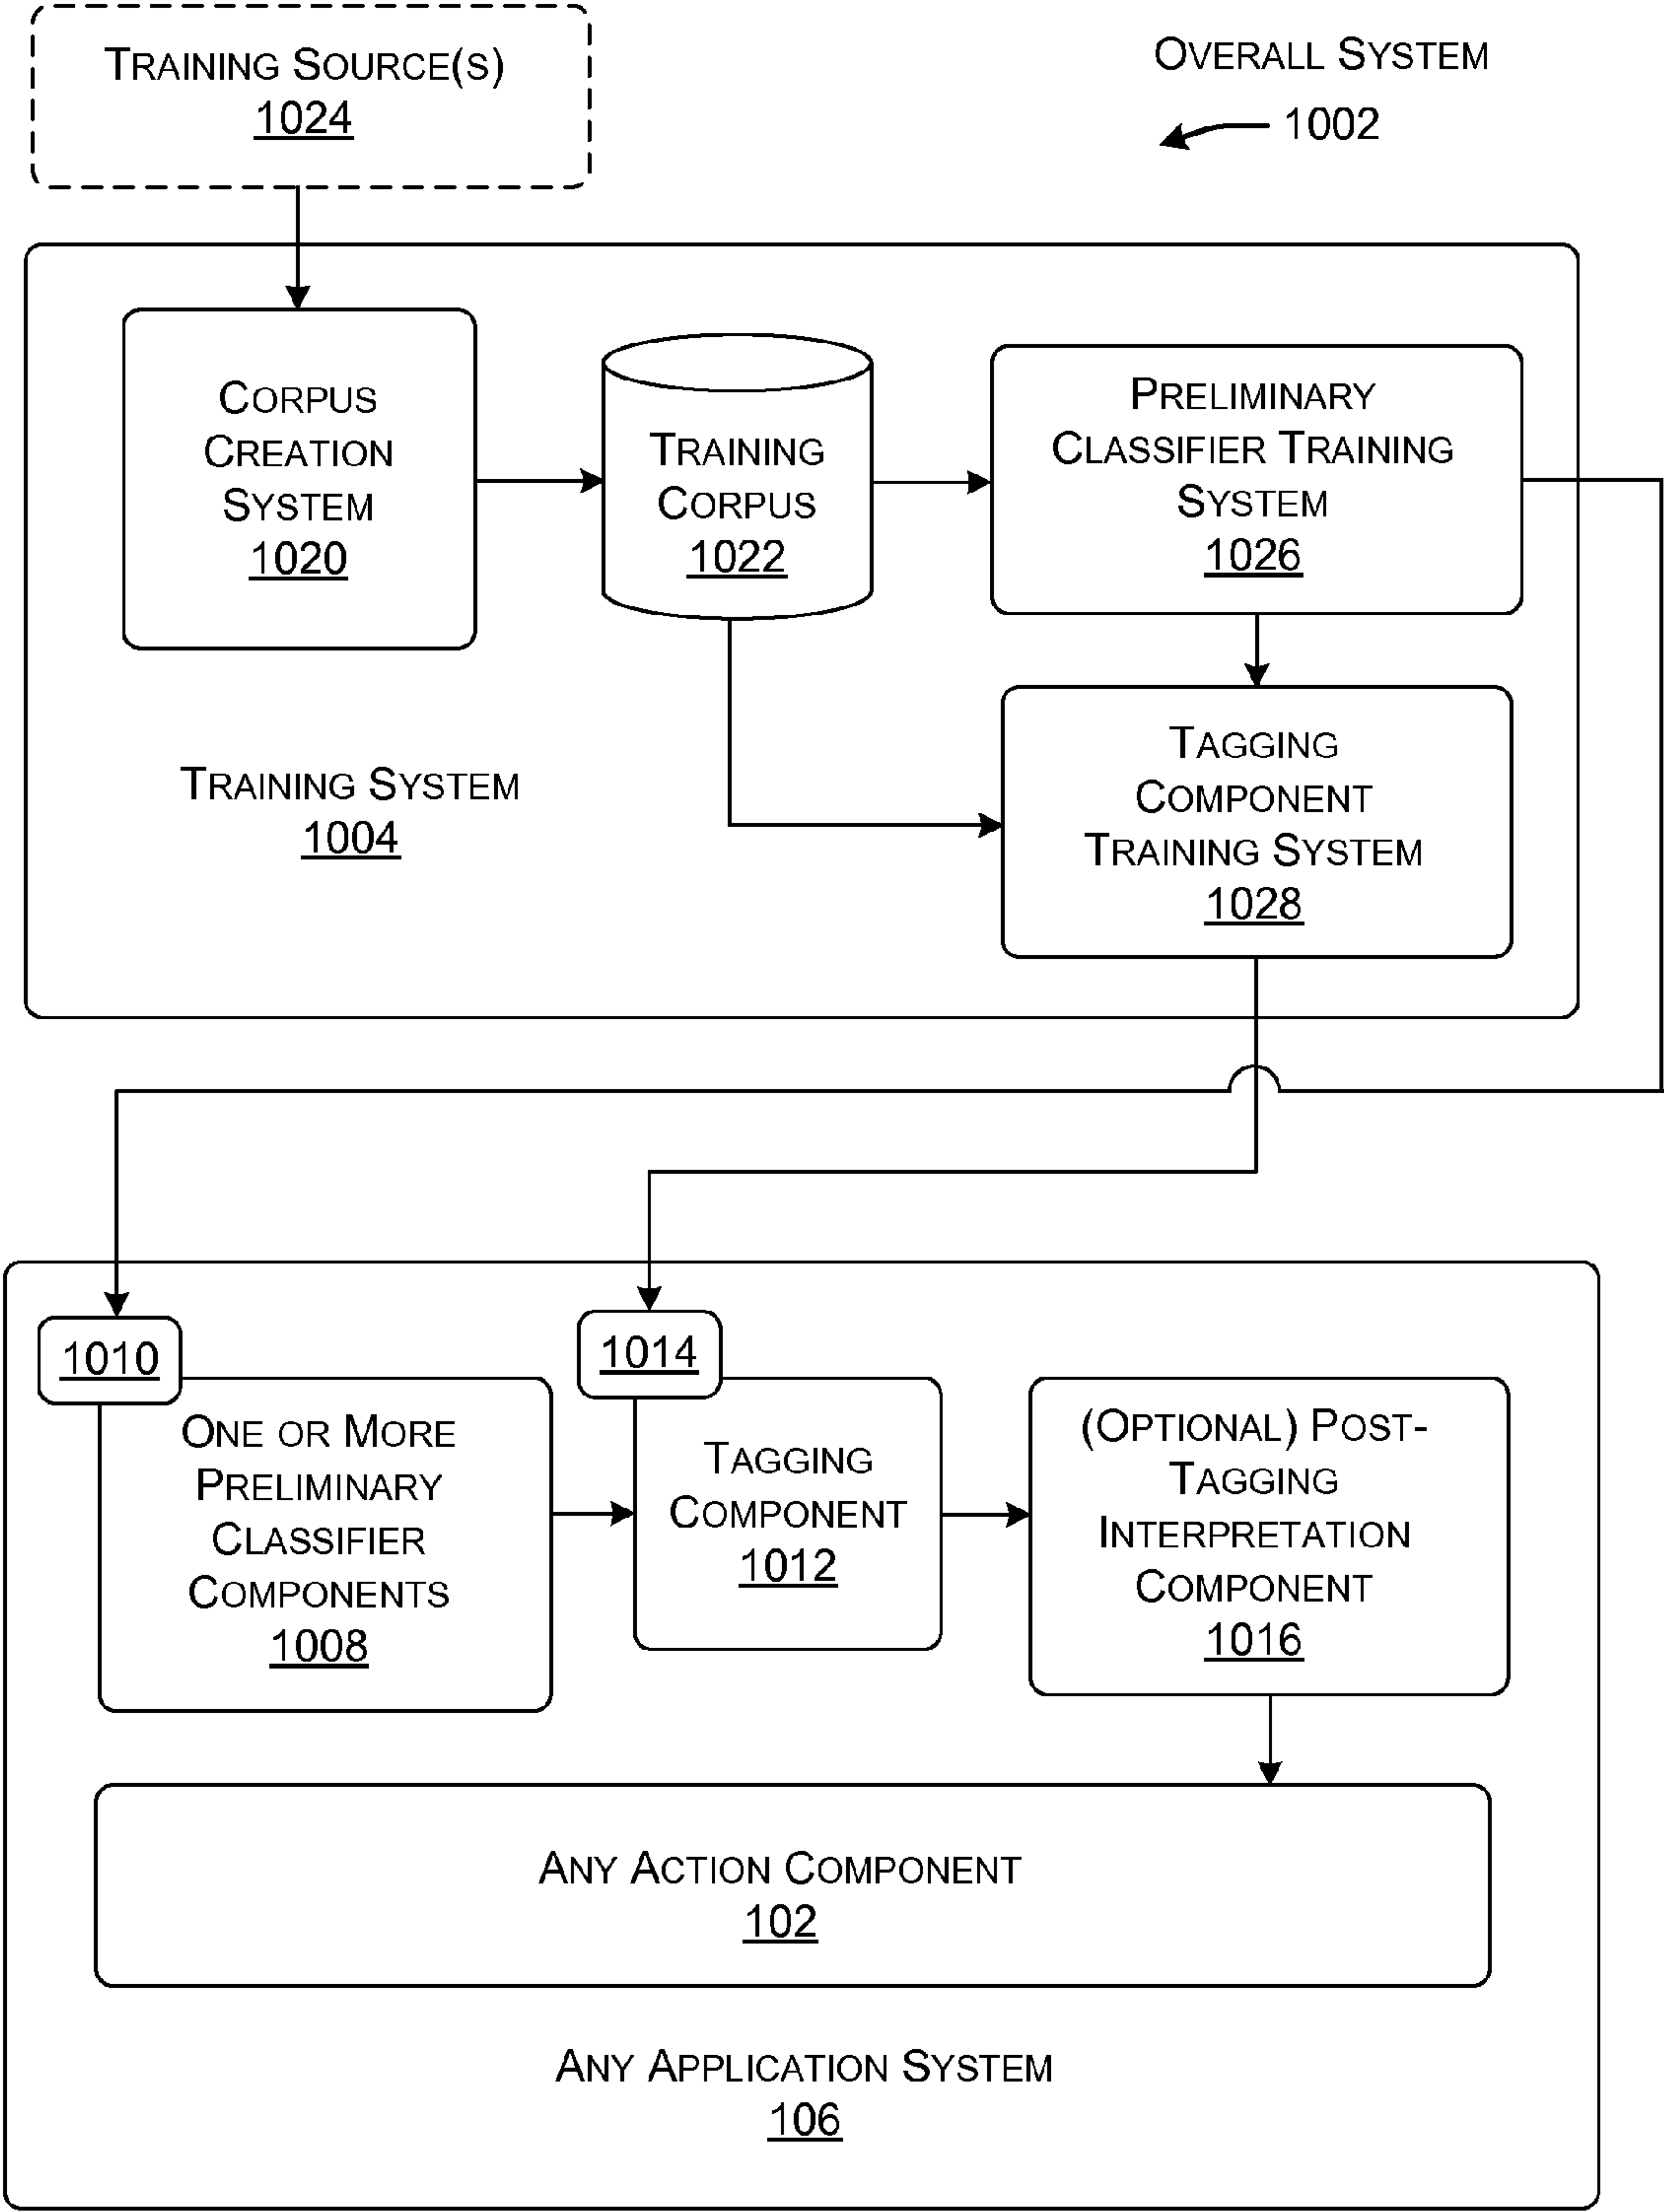 TRAINING SOURCE(S)
1024
OVERALL SYSTEM
1002
CORPUS
CREATION
SYSTEM
1020
TRAINING
CORPUS
1022
PRELIMINARY
CLASSIFIER TRAINING
SYSTEM
1026
TAGGING
COMPONENT
TRAINING SYSTEM
1028
TRAINING SYSTEM
1004
1010
ONE OR MORE
PRELIMINARY
CLASSIFIER
COMPONENTS
1008
1014
TAGGING
COMPONENT
1012
(OPTIONAL) POST-
TAGGING
INTERPRETATION
COMPONENT
1016
ANY ACTION COMPONENT
102
ANY APPLICATION SYSTEM
106